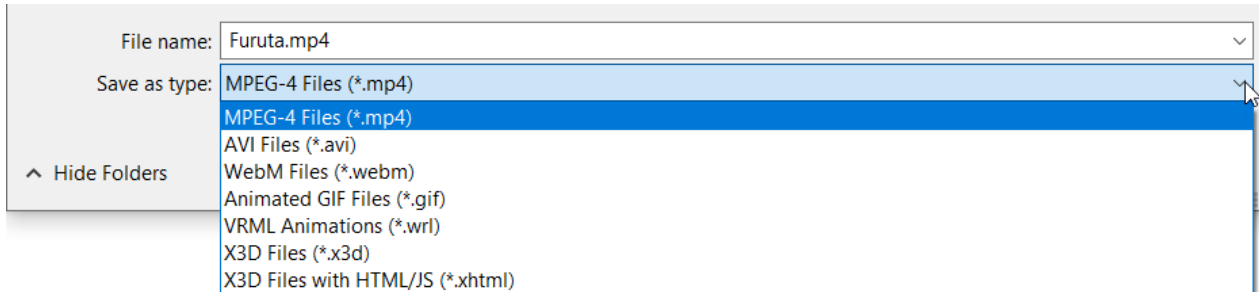 File name: Furuta.mp4
Save as type: MPEG-4 Files (*.mp4)
MPEG-4 Files (*.mp4)
AVI Files (*.avi)
Hide Folders
WebM Files (*.webm)
Animated GIF Files (*.gif)
VRML Animations (*.wrl)
X3D Files (*.x3d)
X3D Files with HTML/JS (*.xhtml)